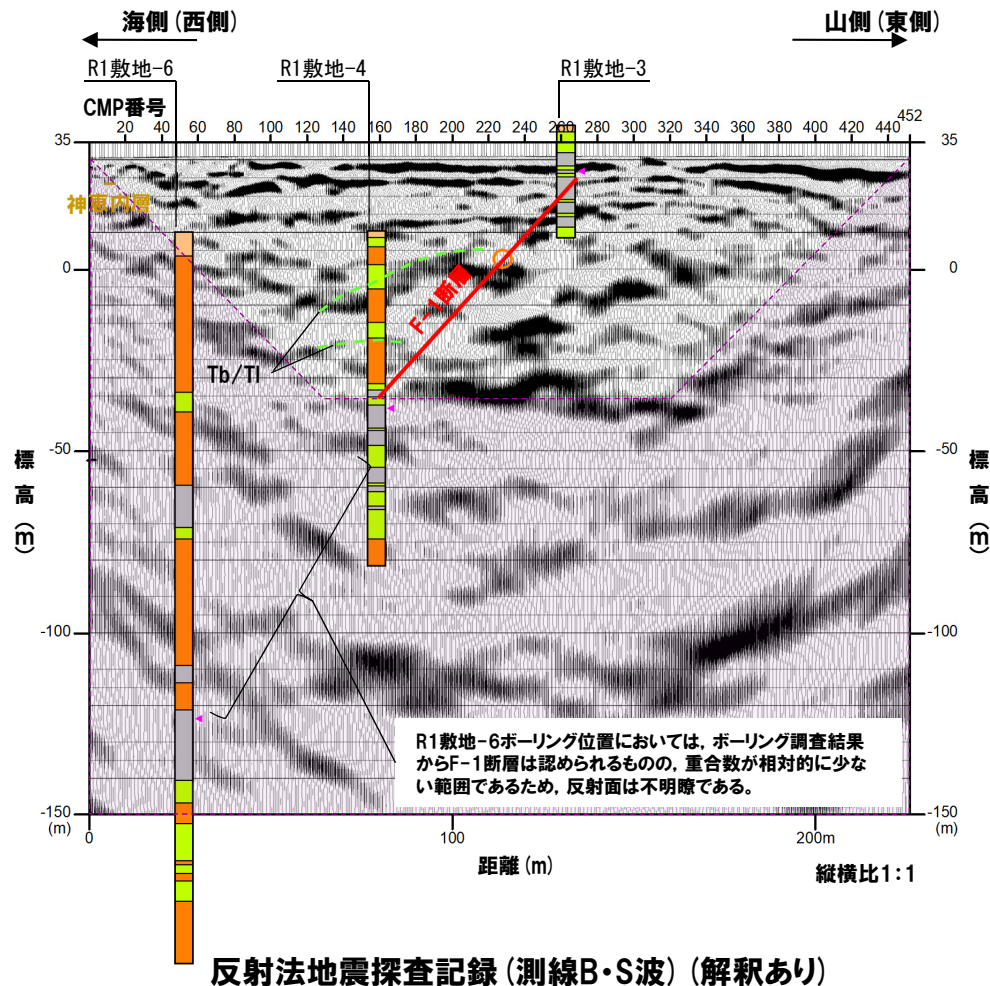 海側(西側)
山側(東側)
R1敷地-6
R1敷地-4
R1敷地-3
CMP番号
20 40 60 80 100 120 140 160 180 200 220 240 260 280 300 320 340 360 380 400 420 440 452
35
35
神恵内層
0
0
F-1断層
Tb/Tl
-50
-50
標高(m)
標高(m)
-100
-100
R1敷地-6ボーリング位置においては，ボーリング調査結果
からF-1断層は認められるものの，重合数が相対的に少な
い範囲であるため，反射面は不明瞭である。
-150
(m)
-150
(m)
0
100
200m
距離(m)
縦横比1：1
反射法地震探査記録(測線B・S波)(解釈あり)